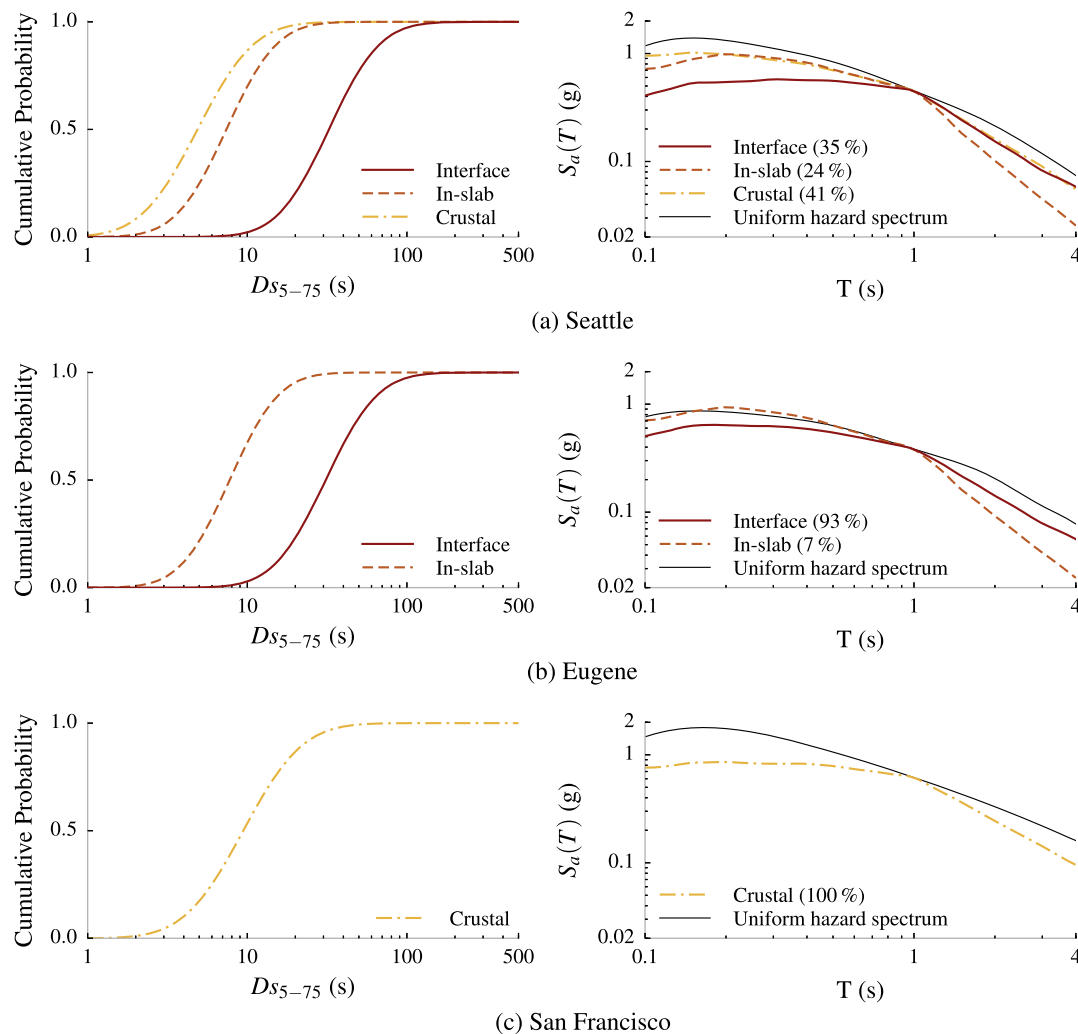 Cumulative Probability
1.0
0.5
0.0
Interface
In-slab
Crustal
1 10 100 500
Ds5−75 (s)
Sa(T) (g)
2
1
0.1
0.02
Interface (35 %)
In-slab (24 %)
Crustal (41 %)
Uniform hazard spectrum
0.1 1 4
T (s)
(a) Seattle
Cumulative Probability
1.0
0.5
0.0
Interface
In-slab
1 10 100 500
Ds5−75 (s)
Sa(T) (g)
2
1
0.1
0.02
Interface (93 %)
In-slab (7 %)
Uniform hazard spectrum
0.1 1 4
T (s)
(b) Eugene
Cumulative Probability
1.0
0.5
0.0
Crustal
1 10 100 500
Ds5−75 (s)
Sa(T) (g)
2
1
0.1
0.02
Crustal (100 %)
Uniform hazard spectrum
0.1 1 4
T (s)
(c) San Francisco